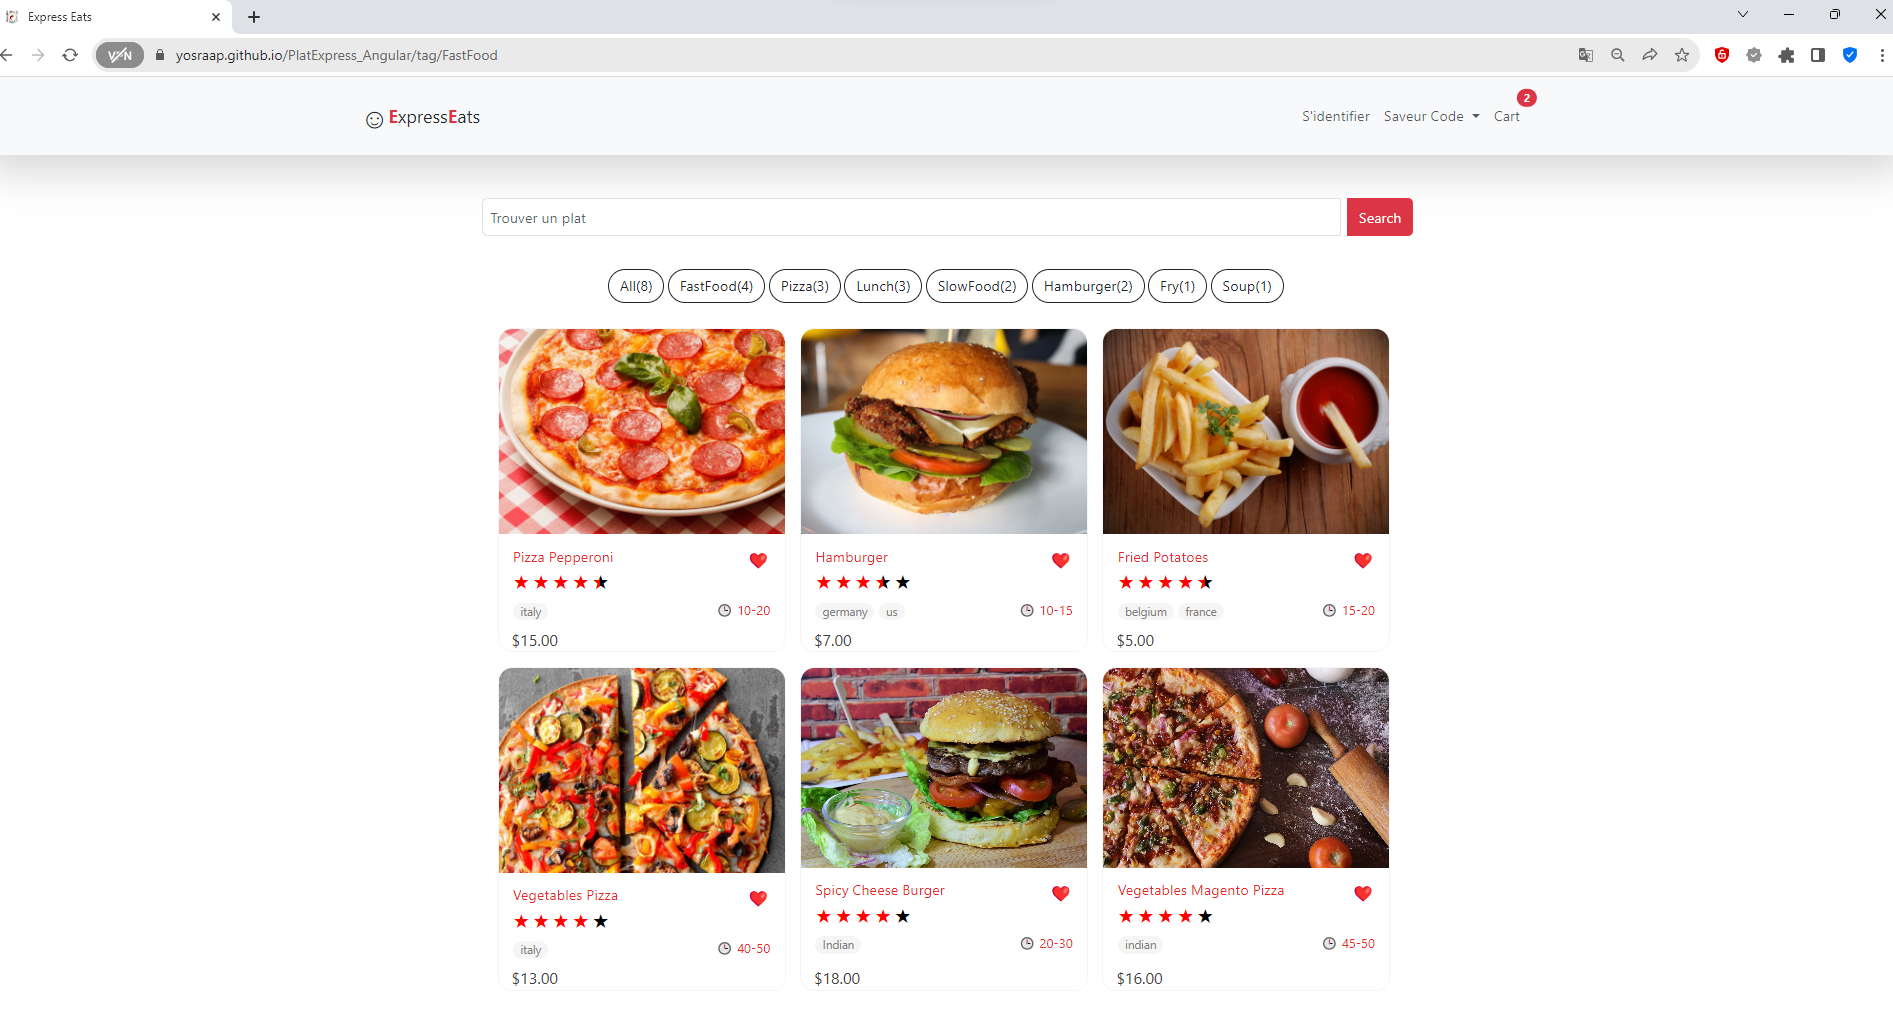 Express Eats
VPN
yosraap.github.io/PlatExpress_Angular/tag/FastFood
ExpressEats
S'identifier Saveur Code Cart 2
Trouver un plat Search
All(8) FastFood(4) Pizza(3) Lunch(3) SlowFood(2) Hamburger(2) Fry(1) Soup(1)
Pizza Pepperoni
italy 10-20
$15.00
Hamburger
germany us 10-15
$7.00
Fried Potatoes
belgium france 15-20
$5.00
Vegetables Pizza
italy 40-50
$13.00
Spicy Cheese Burger
Indian 20-30
$18.00
Vegetables Magento Pizza
indian 45-50
$16.00